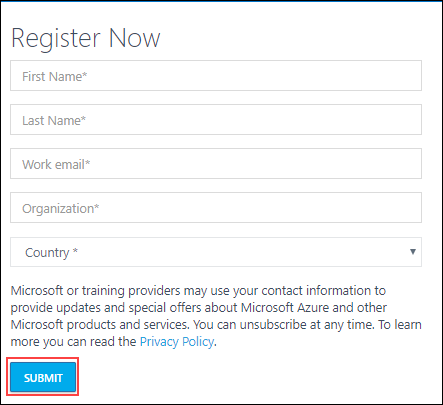 Register Now
First Name*
Last Name*
Work email*
Organization*
Country *
Microsoft or training providers may use your contact information to
provide updates and special offers about Microsoft Azure and other
Microsoft products and services. You can unsubscribe at any time. To learn
more you can read the Privacy Policy.
SUBMIT